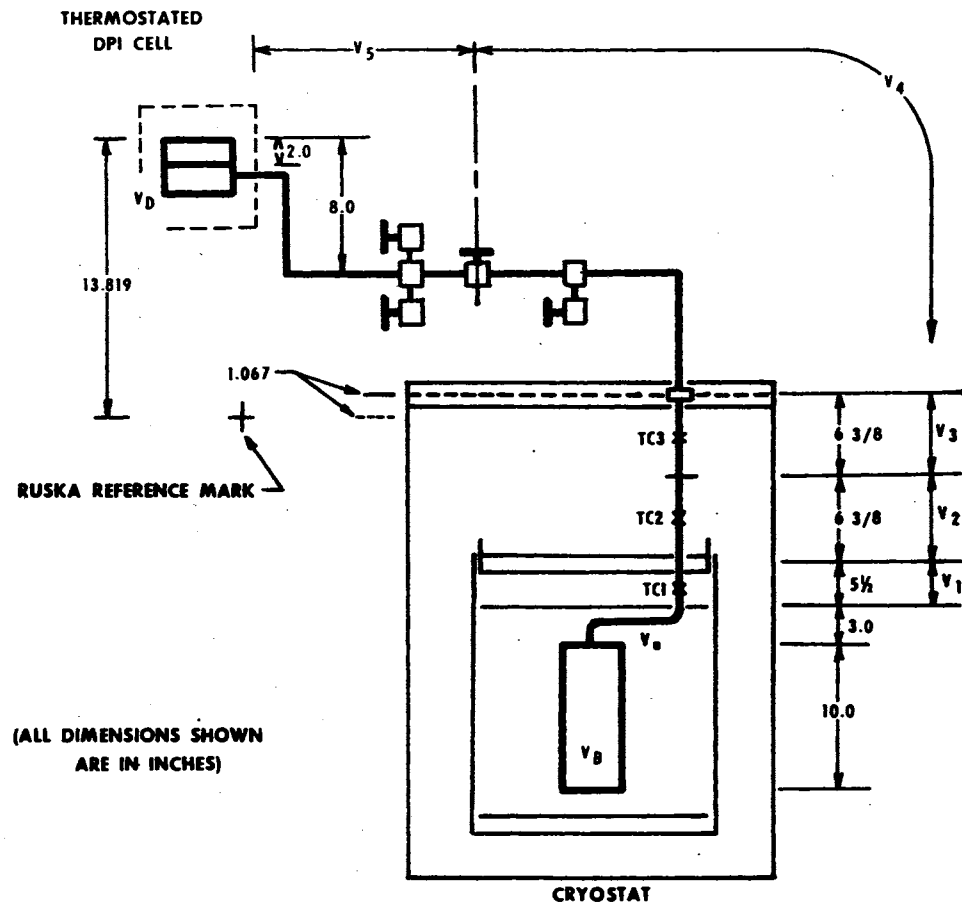 THERMOSTATED
DPI CELL
V5
V4
2.0
VD
8.0
13.819
1.067
TC3
6 3/8
V3
RUSKA REFERENCE MARK
TC2
6 3/8
V2
TC1
5½
V1
3.0
Vu
10.0
(ALL DIMENSIONS SHOWN
ARE IN INCHES)
VB
CRYOSTAT